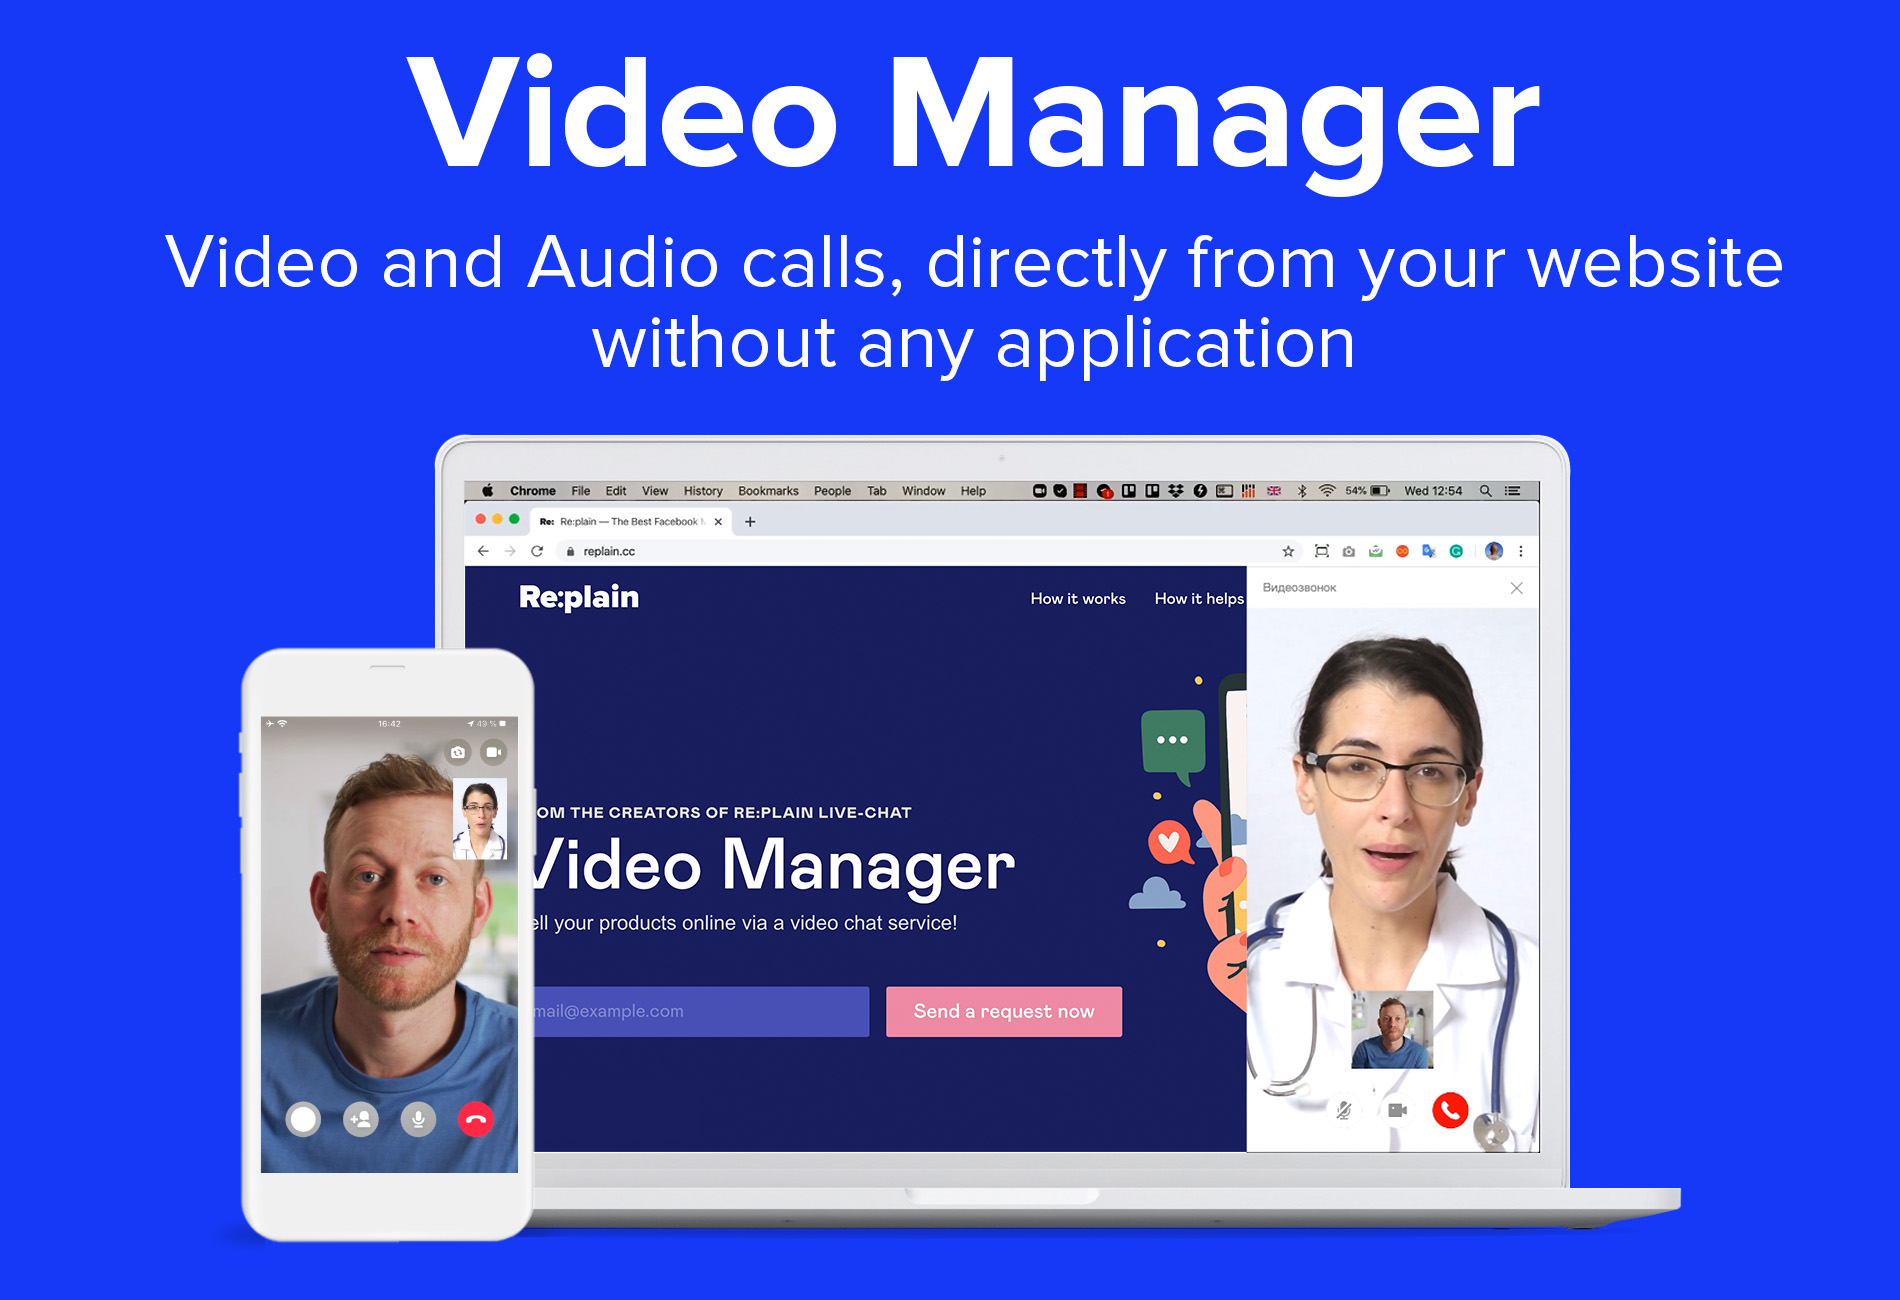 Video Manager
Video and Audio calls, directly from your website
without any application
Chrome File Edit View History Bookmarks People Tab Window Help 54% Wed 12:54
Re: Re:plain — The Best Facebook
replain.cc
Re:plain
How it works How it helps
Видеозвонок
16:42 49 %
OM THE CREATORS OF RE:PLAIN LIVE-CHAT
Video Manager
ell your products online via a video chat service!
mail@example.com
Send a request now